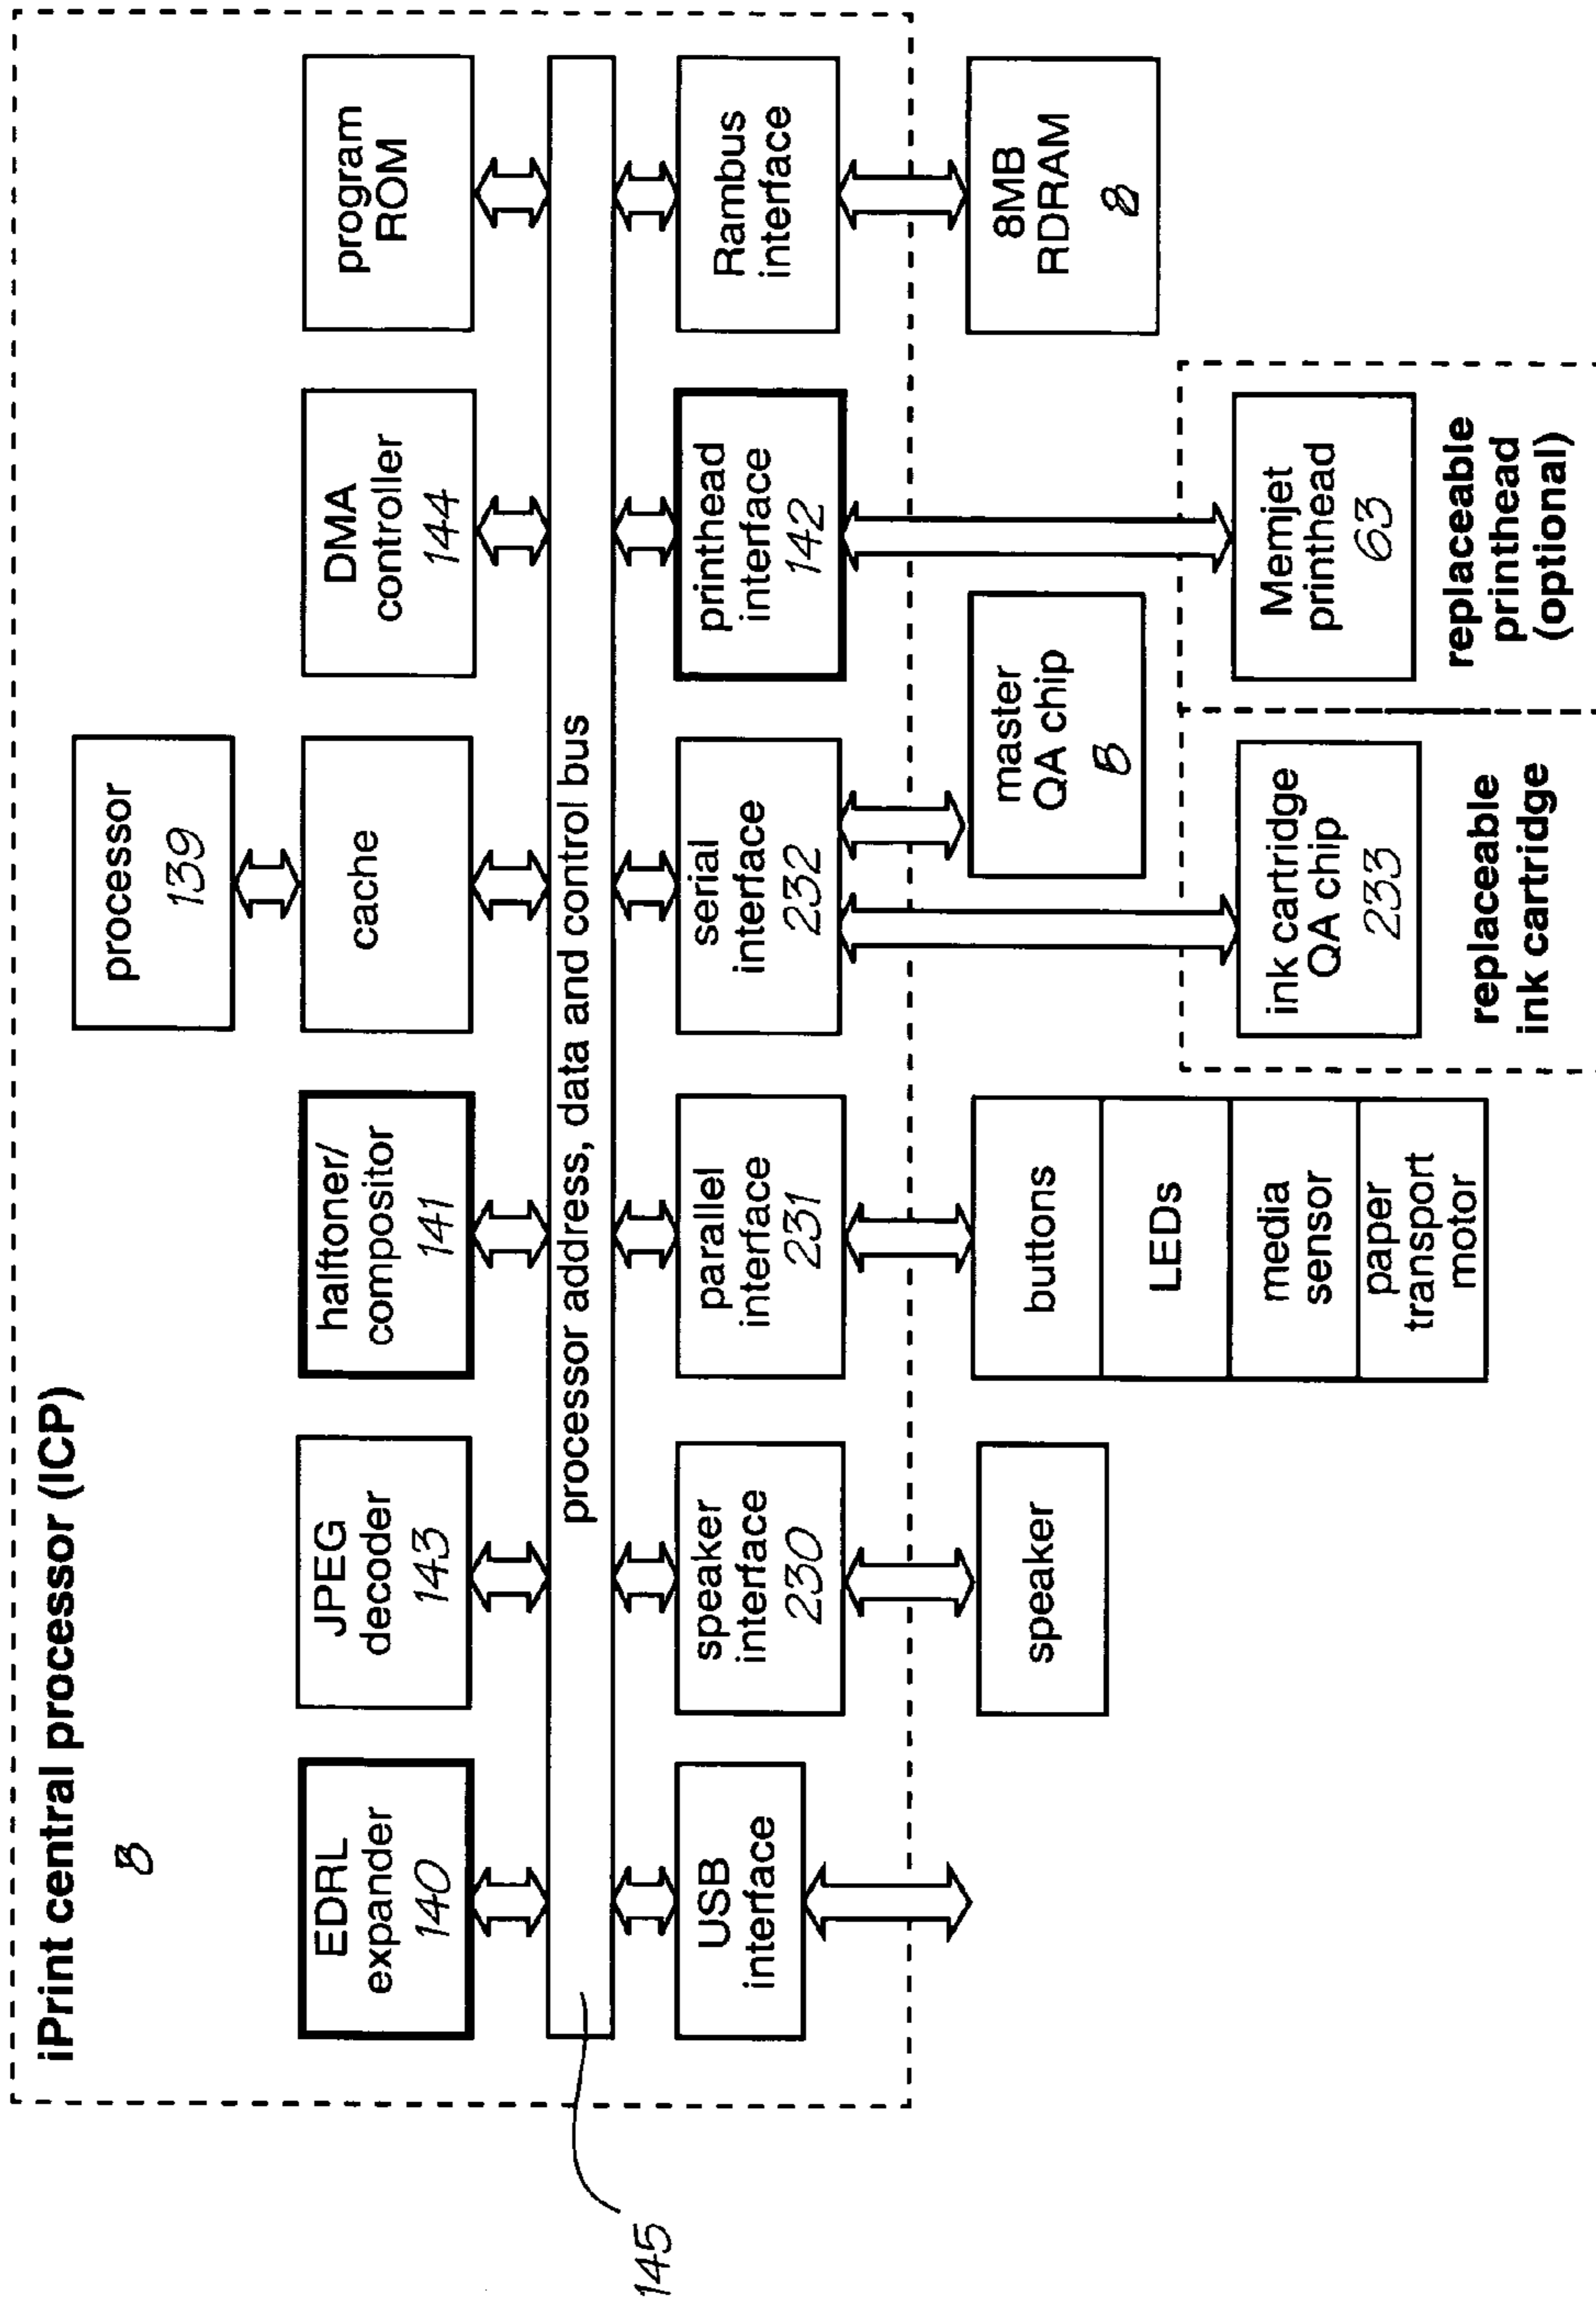 iPrint central processor (ICP)
8
processor
139
EDRL
expander
140
JPEG
decoder
143
halftoner/
compositor
141
cache
DMA
controller
144
program
ROM
processor address, data and control bus
145
USB
interface
speaker
interface
230
parallel
interface
231
serial
interface
232
printhead
interface
142
Rambus
interface
speaker
buttons
LEDs
media
sensor
paper
transport
motor
master
QA chip
8MB
RDRAM
ink cartridge
QA chip
233
replaceable
ink cartridge
Memjet
printhead
63
replaceable
printhead
(optional)